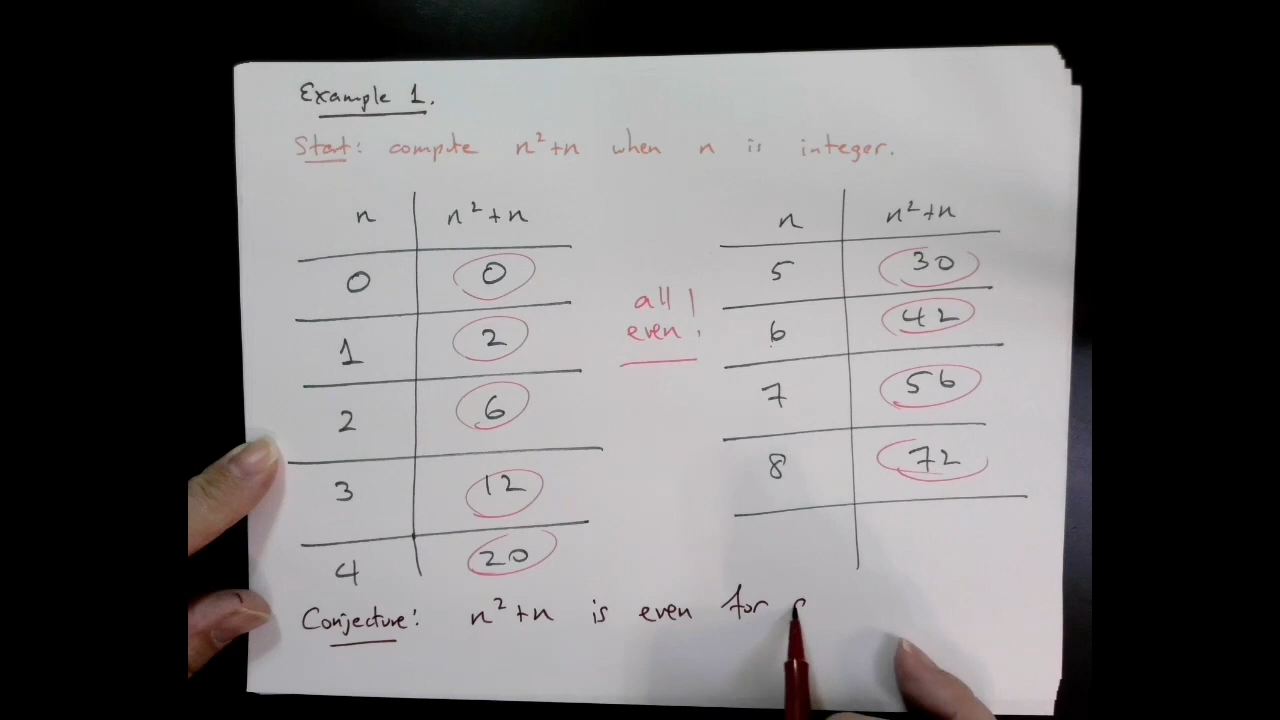 Example 1.
Start: compute n²+n when n is integer.
n n²+n
0 0
1 2
2 6
3 12
4 20
all
even!
n n²+n
5 30
6 42
7 56
8 72
Conjecture: n²+n is even for